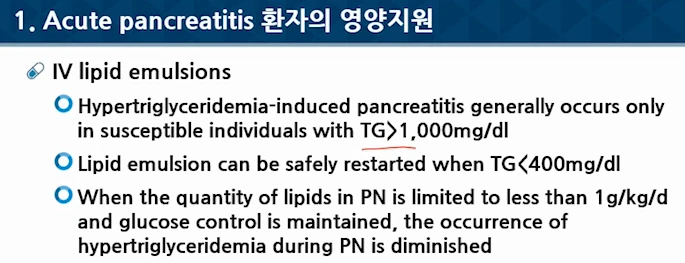 1. Acute pancreatitis 환자의 영양지원
IV lipid emulsions
Hypertriglyceridemia-induced pancreatitis generally occurs only
in susceptible individuals with TG>1,000mg/dl
Lipid emulsion can be safely restarted when TG<400mg/dl
When the quantity of lipids in PN is limited to less than 1g/kg/d
and glucose control is maintained, the occurrence of
hypertriglyceridemia during PN is diminished